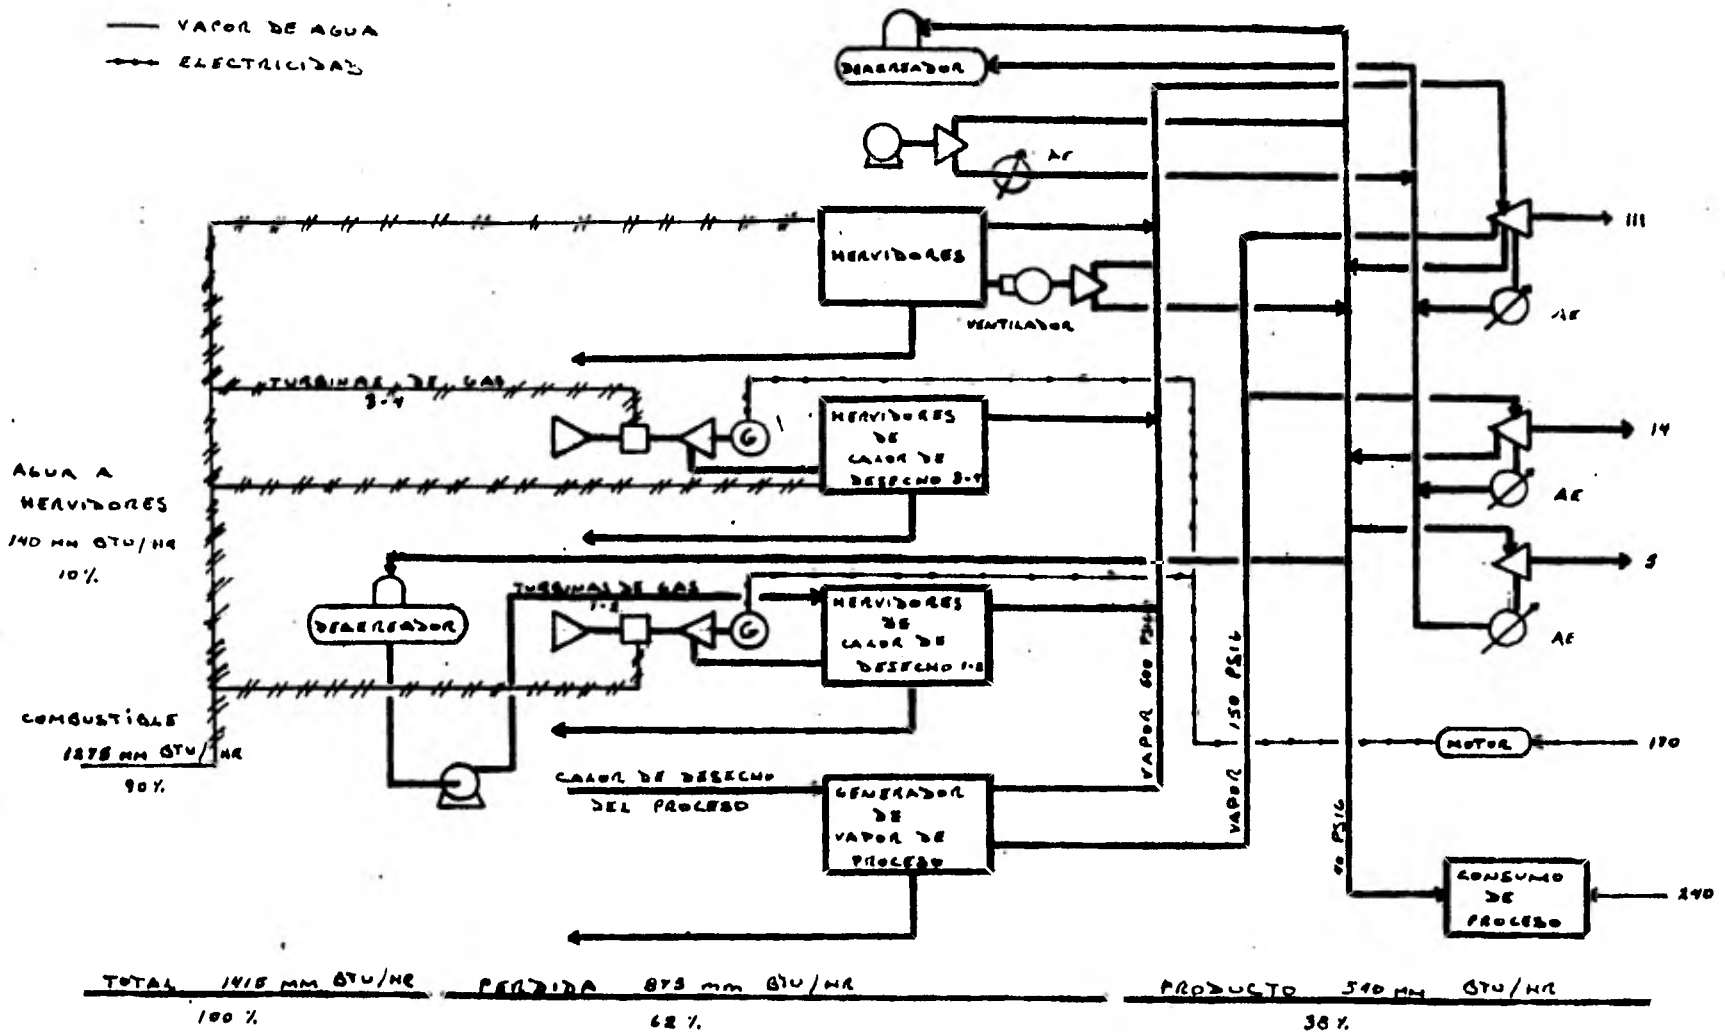 VAPOR DE AGUA
ELECTRICIDAD
DEAEREADOR
AE
HERVIDORES
VENTILADOR
111
AE
TURBINAS DE GAS
3-4
G
HERVIDORES
DE
CALOR DE
DESECHO 3-4
14
AE
AGUA A
HERVIDORES
140 MM BTU/HR
10%
TURBINAS DE GAS
1-2
G
HERVIDORES
DE
CALOR DE
DESECHO 1-2
DEAEREADOR
5
AE
COMBUSTIBLE
1275 MM BTU/HR
90%
VAPOR 600 PSIG
VAPOR 150 PSIG
40 PSIG
MOTOR
170
CALOR DE DESECHO
DEL PROCESO
GENERADOR
DE
VAPOR DE
PROCESO
CONSUMO
DE
PROCESO
240
TOTAL 1415 MM BTU/HR
100%
PERDIDA 875 mm BTU/HR
62%
PRODUCTO 540 MM BTU/HR
38%